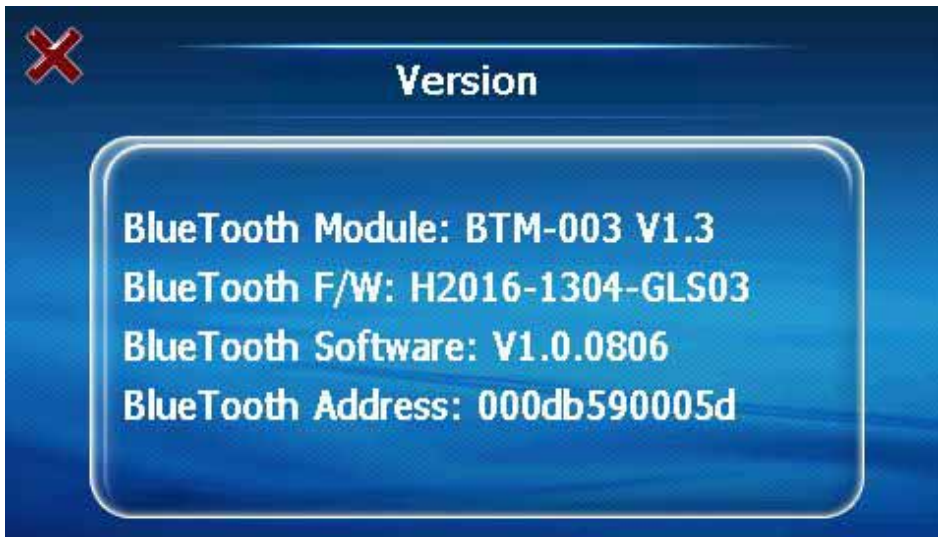 Version
BlueTooth Module: BTM-003 V1.3
BlueTooth F/W: H2016-1304-GLS03
BlueTooth Software: V1.0.0806
BlueTooth Address: 000db590005d